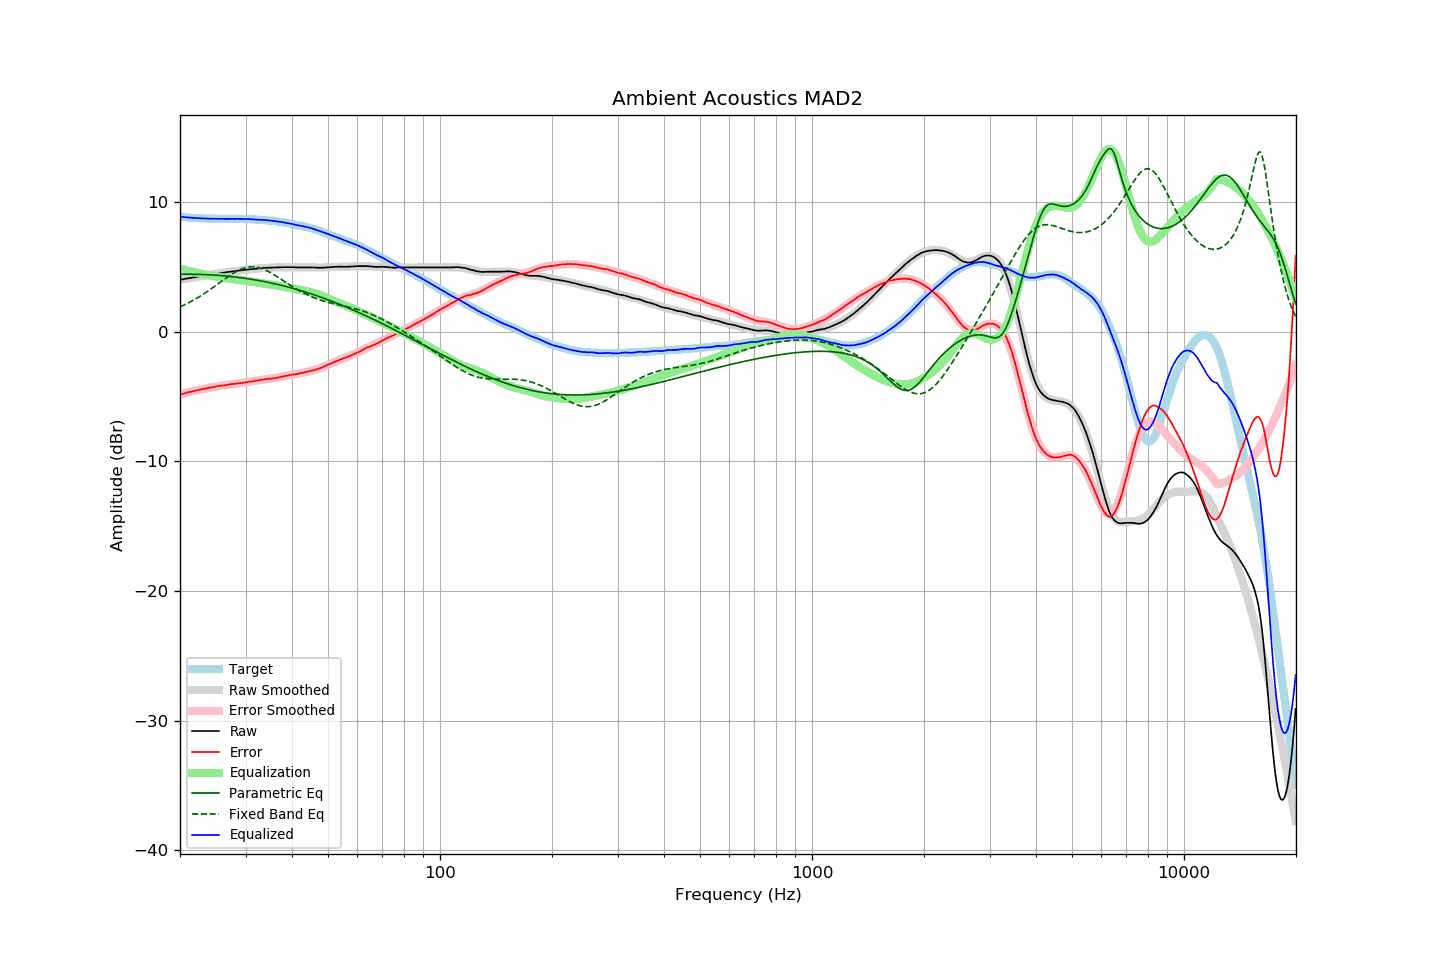 Ambient Acoustics MAD2
10
0
−10
−20
−30
−40
Amplitude (dBr)
Target
Raw Smoothed
Error Smoothed
Raw
Error
Equalization
Parametric Eq
Fixed Band Eq
Equalized
100
1000
10000
Frequency (Hz)